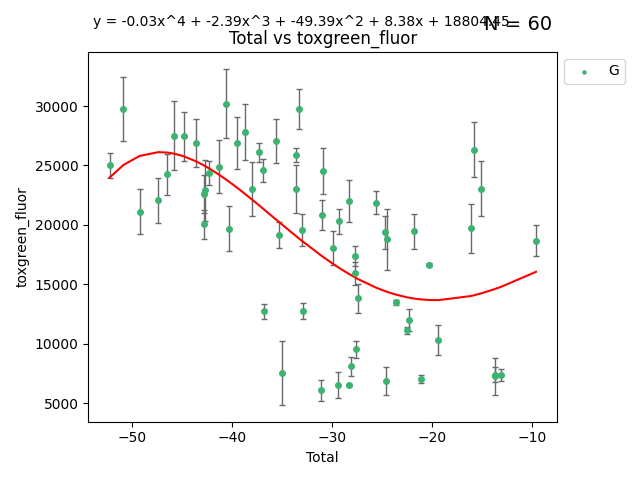 y = -0.03x^4 + -2.39x^3 + -49.39x^2 + 8.38x + 18804.45
N = 60
Total vs toxgreen_fluor
G
30000
25000
20000
15000
10000
5000
toxgreen_fluor
−50 −40 −30 −20 −10
Total